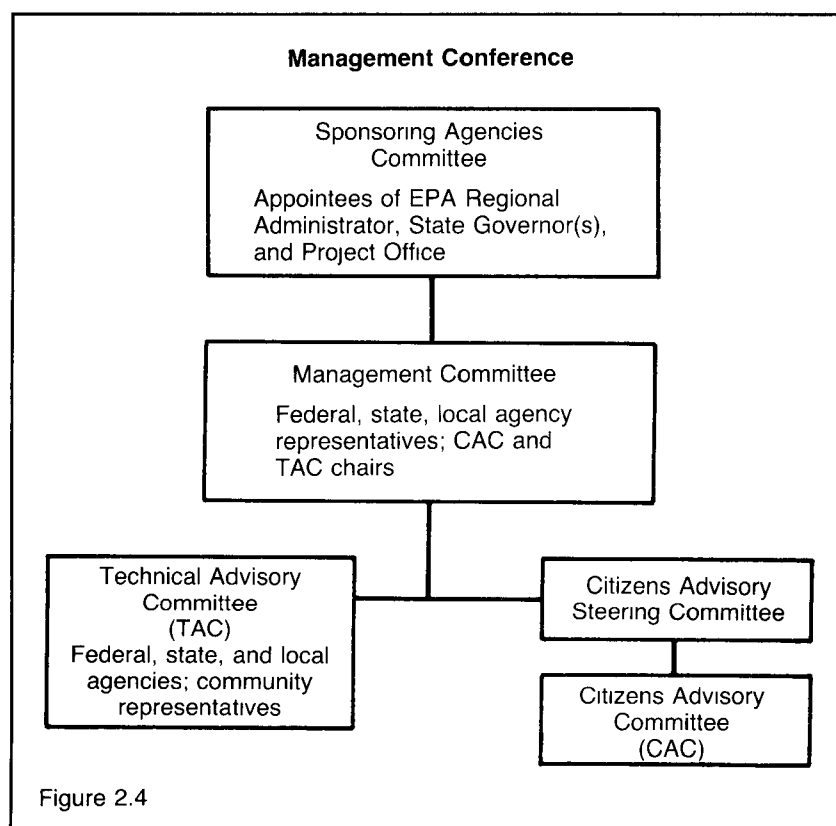 Management Conference
Sponsoring Agencies
Committee
Appointees of EPA Regional
Administrator, State Governor(s),
and Project Office
Management Committee
Federal, state, local agency
representatives; CAC and
TAC chairs
Technical Advisory
Committee
(TAC)
Federal, state, and local
agencies; community
representatives
Citizens Advisory
Steering Committee
Citizens Advisory
Committee
(CAC)
Figure 2.4